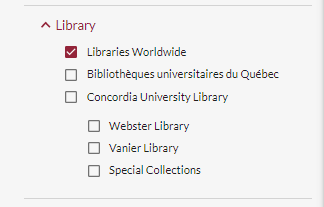 Library
Libraries Worldwide
Bibliothèques universitaires du Québec
Concordia University Library
Webster Library
Vanier Library
Special Collections